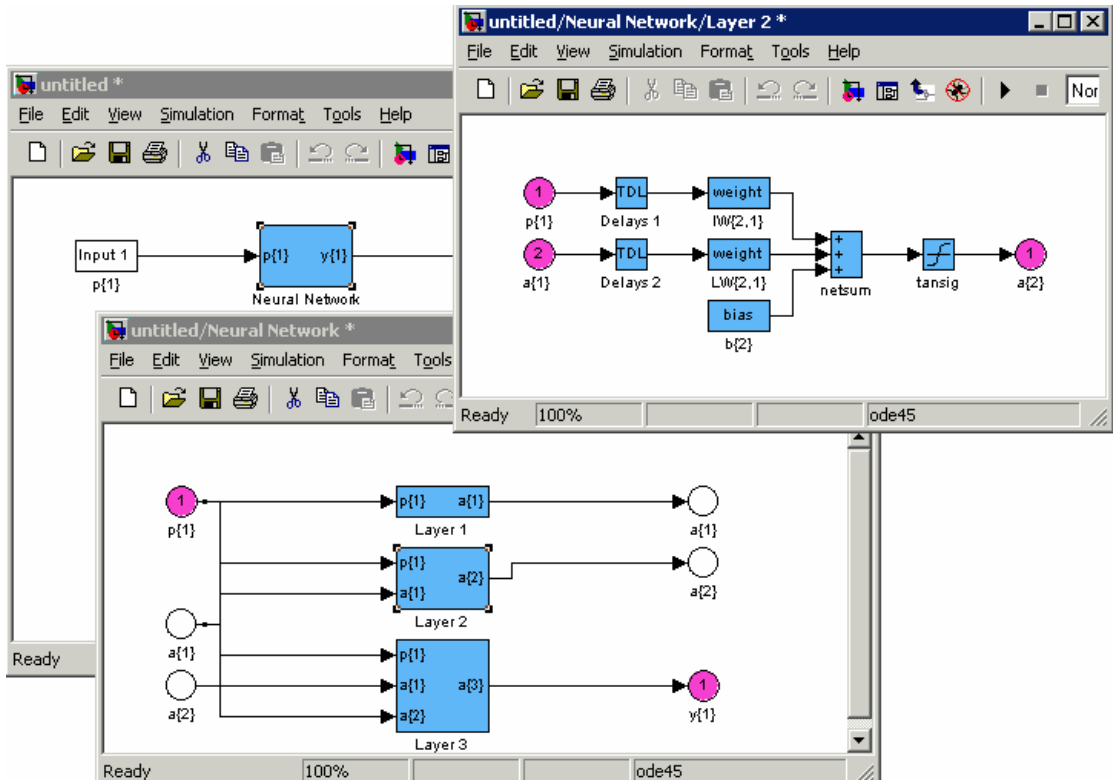 untitled/Neural Network/Layer 2 *
File Edit View Simulation Format Tools Help
Nor
1
p{1}
TDL
Delays 1
weight
IW{2,1}
2
a{1}
TDL
Delays 2
weight
LW{2,1}
bias
b{2}
+
+
+
netsum
tansig
1
a{2}
Ready 100% ode45
untitled *
File Edit View Simulation Format Tools Help
Input 1
p{1}
p{1} y{1}
Neural Network
Ready
untitled/Neural Network *
File Edit View Simulation Format Tools
1
p{1}
p{1} a{1}
Layer 1
a{1}
p{1}
a{1}
a{2}
Layer 2
a{2}
a{1}
a{2}
p{1}
a{1} a{3}
a{2}
Layer 3
1
y{1}
Ready 100% ode45